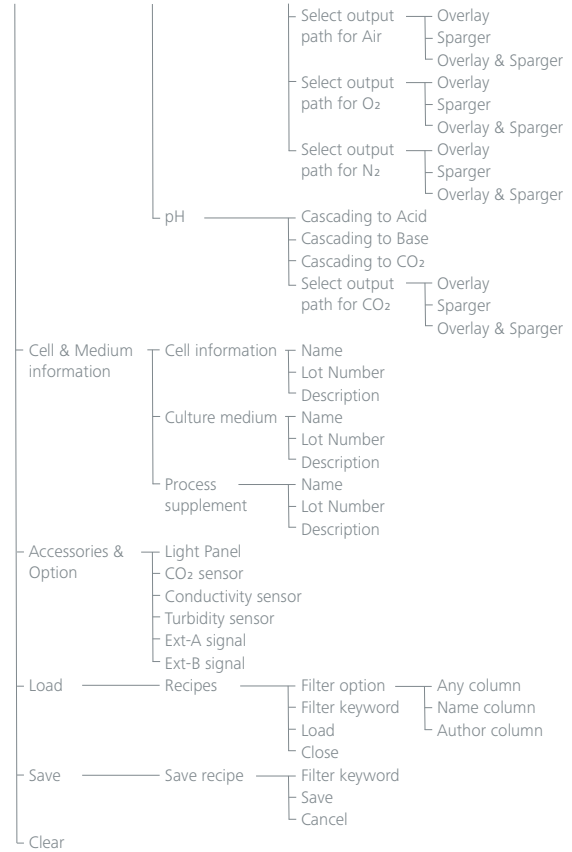 Select output Overlay
path for Air Sparger
Overlay & Sparger
Select output Overlay
path for O₂ Sparger
Overlay & Sparger
Select output Overlay
path for N₂ Sparger
Overlay & Sparger
pH Cascading to Acid
Cascading to Base
Cascading to CO₂
Select output Overlay
path for CO₂ Sparger
Overlay & Sparger
Cell & Medium Cell information Name
information Lot Number
Description
Culture medium Name
Lot Number
Description
Process Name
supplement Lot Number
Description
Accessories & Light Panel
Option CO₂ sensor
Conductivity sensor
Turbidity sensor
Ext-A signal
Ext-B signal
Load Recipes Filter option Any column
Filter keyword Name column
Load Author column
Close
Save Save recipe Filter keyword
Save
Cancel
Clear